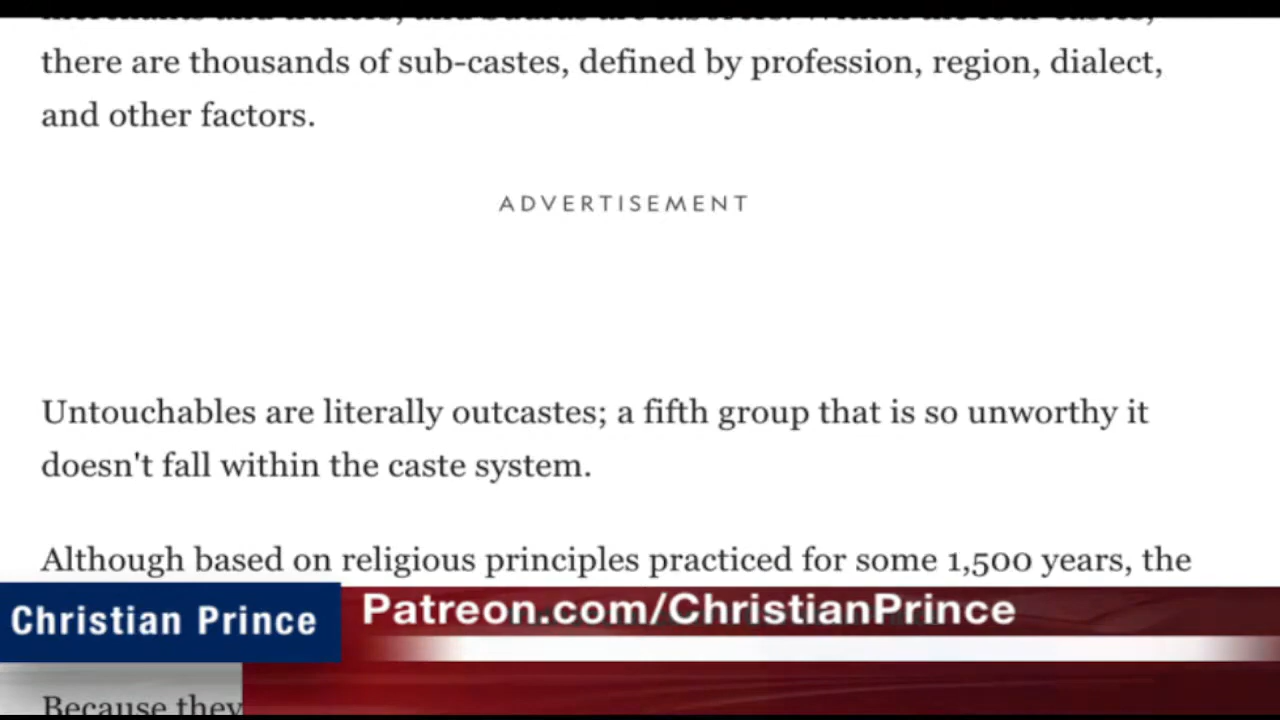 there are thousands of sub-castes, defined by profession, region, dialect,
and other factors.
ADVERTISEMENT
Untouchables are literally outcastes; a fifth group that is so unworthy it
doesn't fall within the caste system.
Although based on religious principles practiced for some 1,500 years, the
Christian Prince
Patreon.com/ChristianPrince
Because they